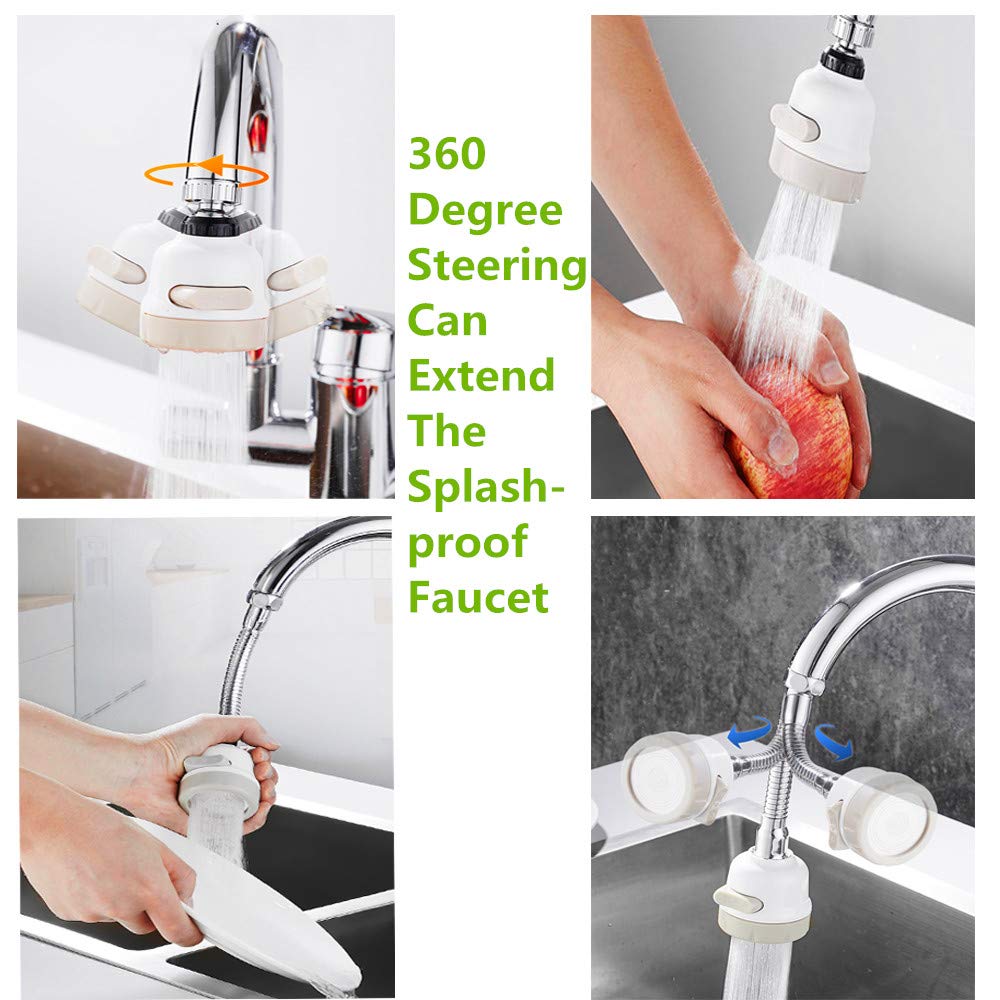 360
Degree
Steering
Can
Extend
The
Splash-
proof
Faucet